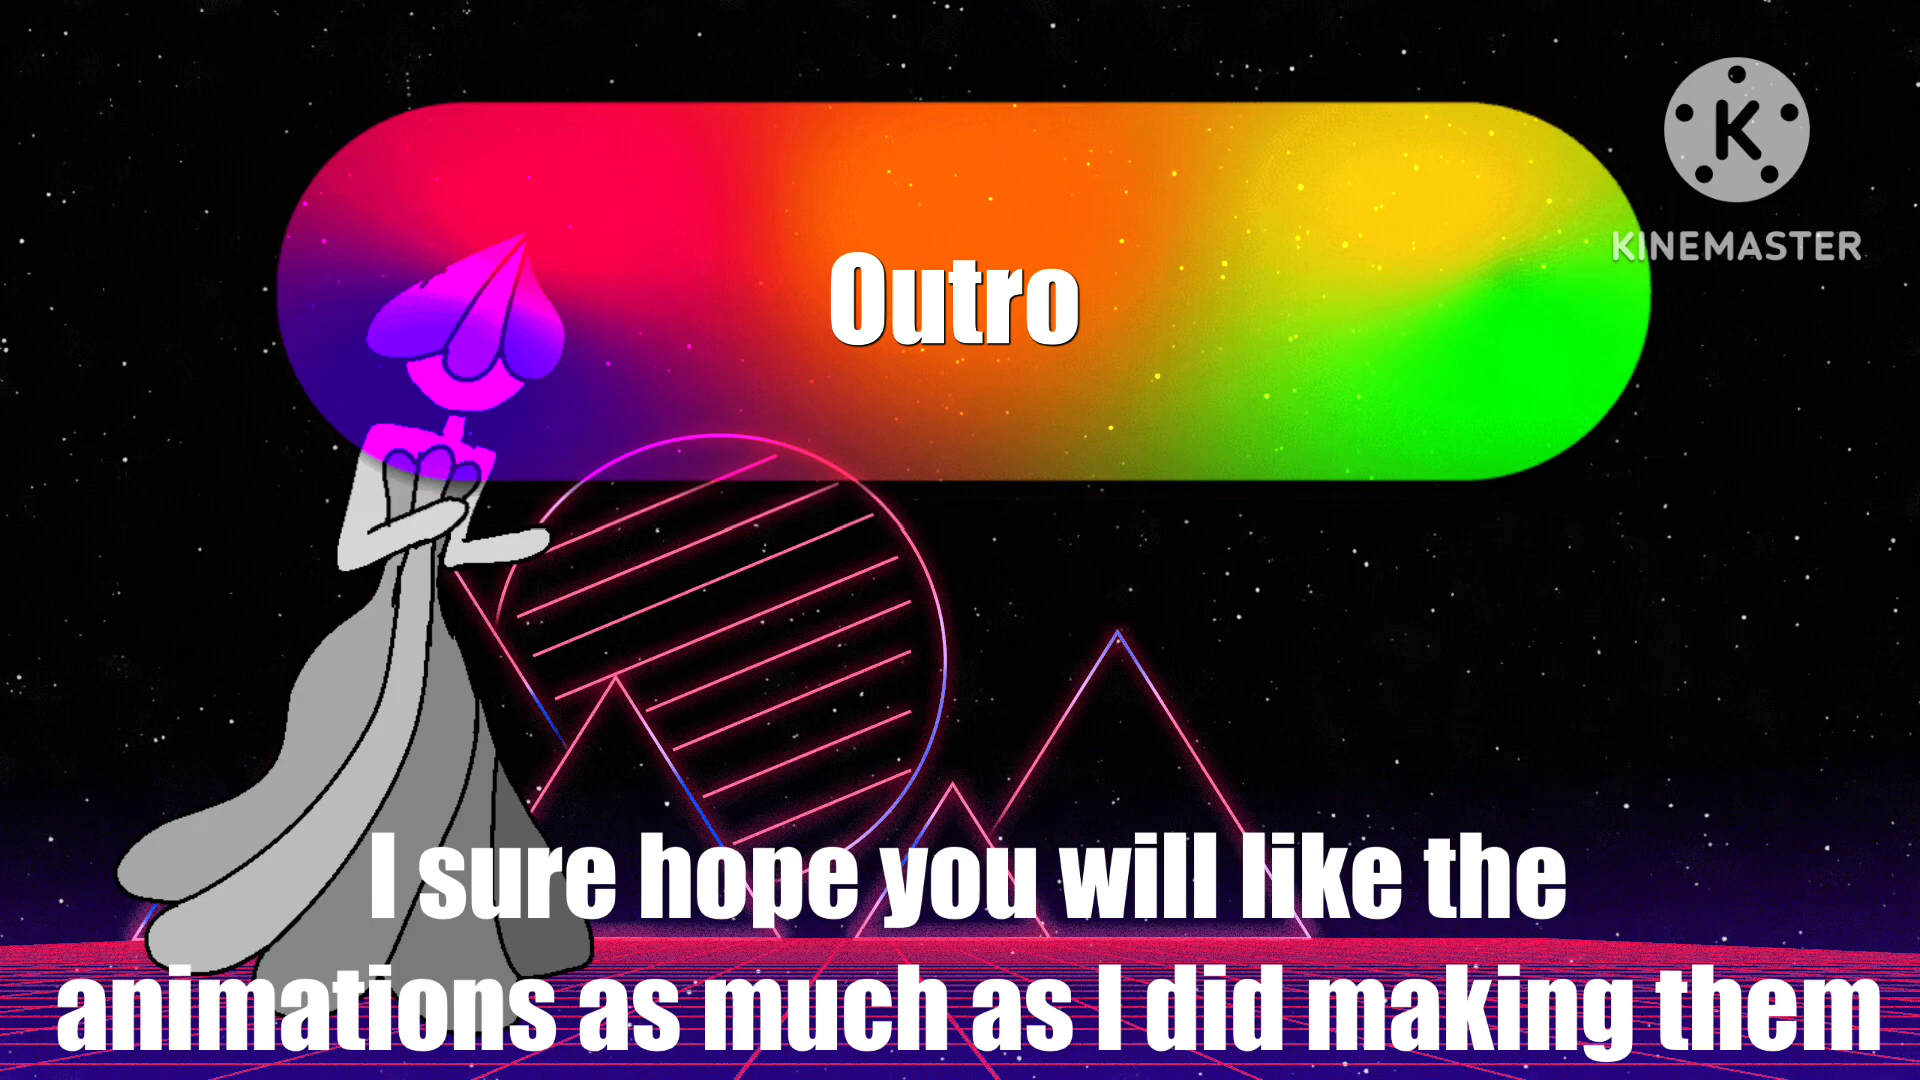 K
KINEMASTER
Outro
I sure hope you will like the
animations as much as I did making them